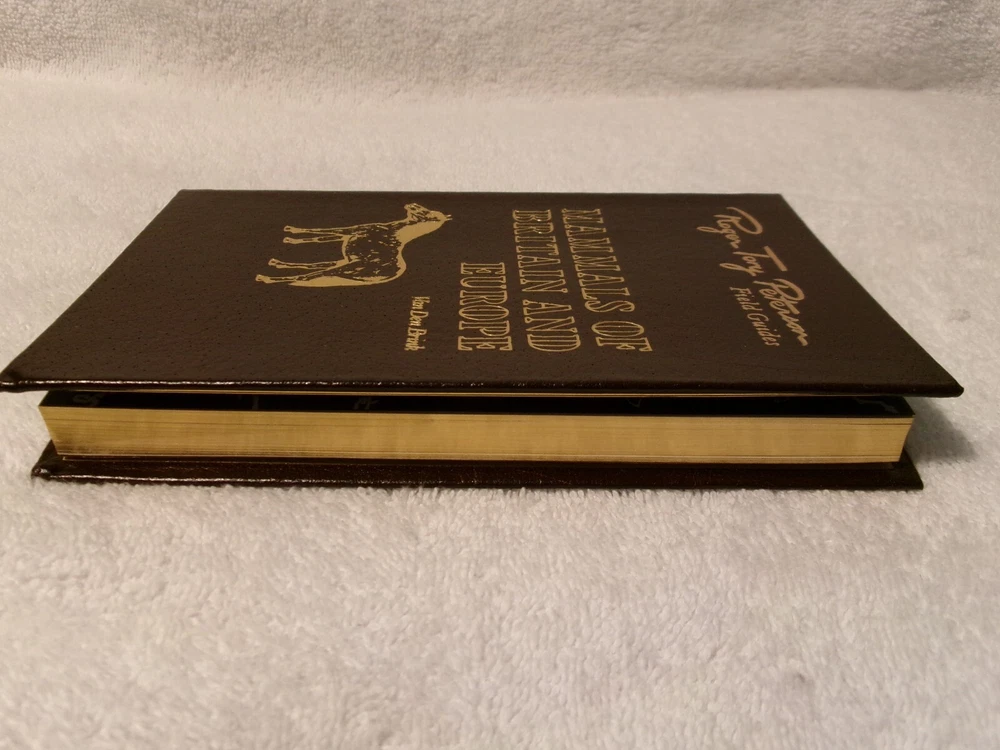 Roger Tory Peterson
Field Guides
MAMMALS OF
BRITAIN AND
EUROPE
Van Den Brink